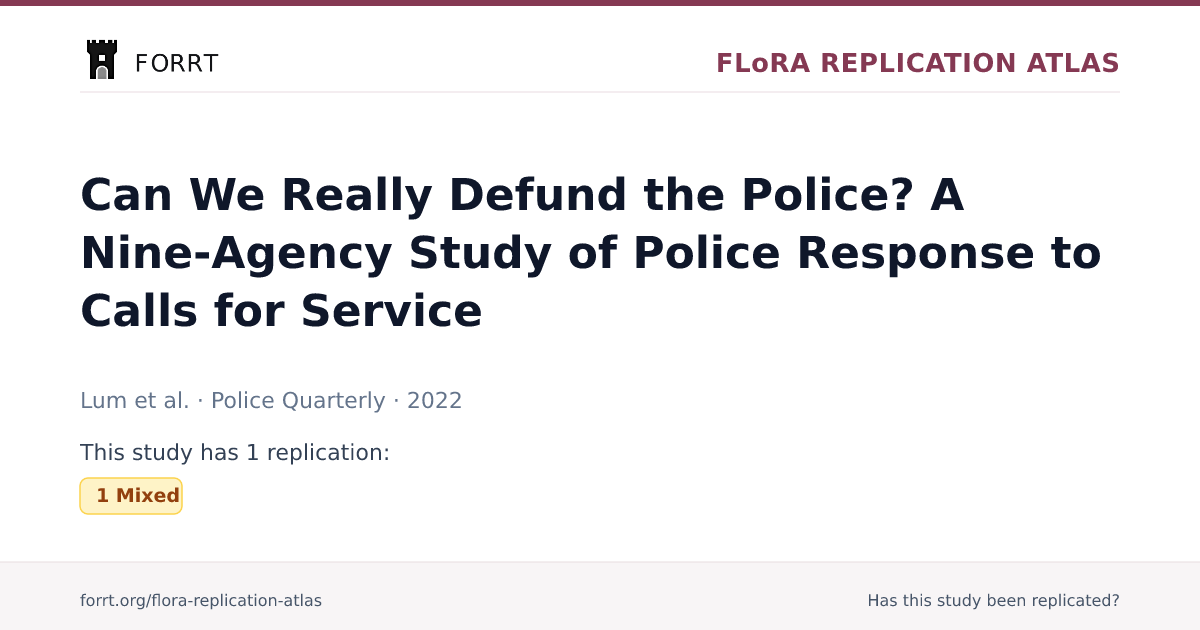 FORRT
FLoRA REPLICATION ATLAS
Can We Really Defund the Police? A
Nine-Agency Study of Police Response to
Calls for Service
Lum et al. · Police Quarterly · 2022
This study has 1 replication:
1 Mixed
forrt.org/flora-replication-atlas
Has this study been replicated?